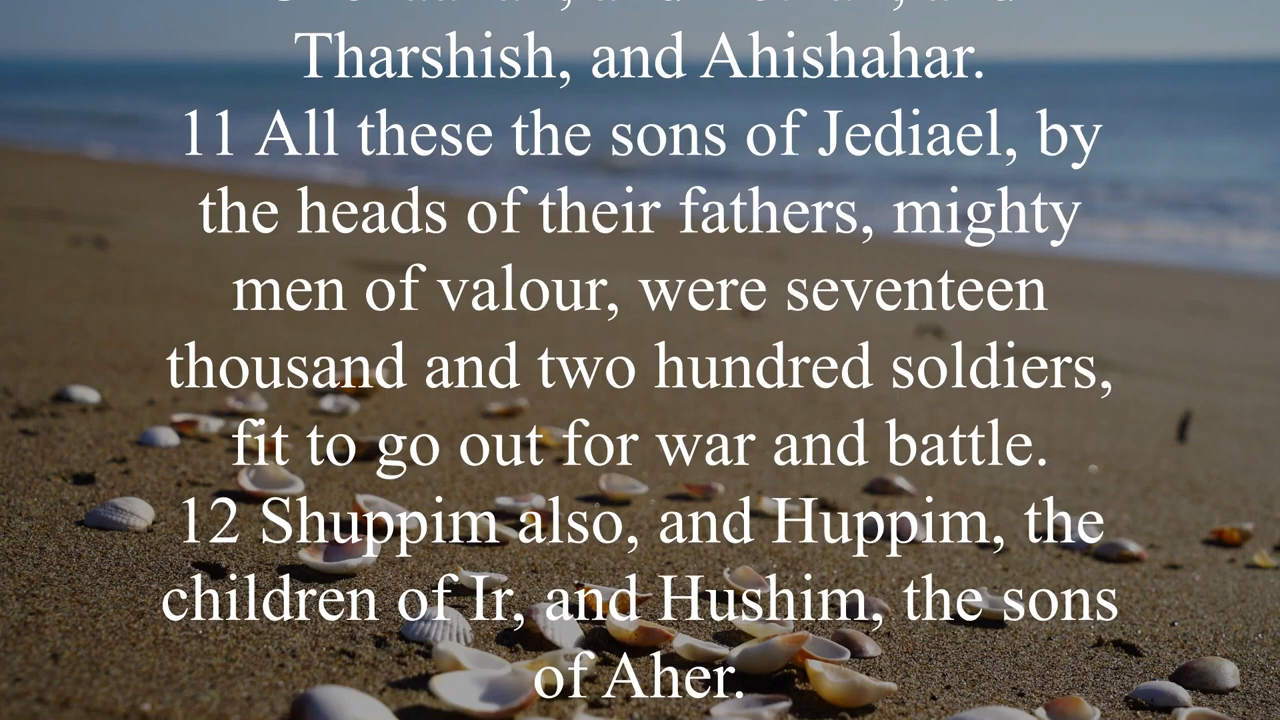 Tharshish, and Ahishahar.
11 All these the sons of Jediael, by
the heads of their fathers, mighty
men of valour, were seventeen
thousand and two hundred soldiers,
fit to go out for war and battle.
12 Shuppim also, and Huppim, the
children of Ir, and Hushim, the sons
of Aher.